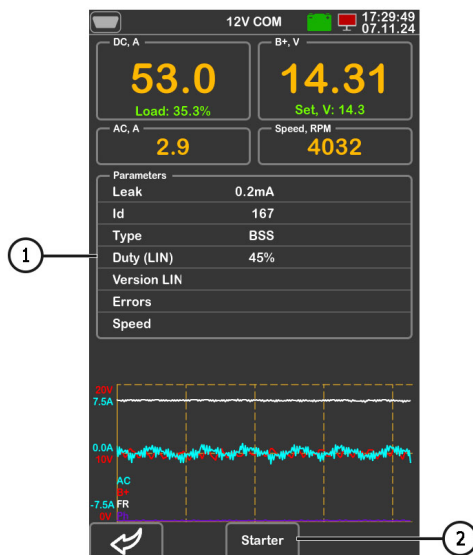 12V COM
17:29:49
07.11.24
DC, A
53.0
Load: 35.3%
B+, V
14.31
Set, V: 14.3
AC, A
2.9
Speed, RPM
4032
Parameters
Leak 0.2mA
Id 167
Type BSS
Duty (LIN) 45%
Version LIN
Errors
Speed
1
20V
7.5A
0.0A
10V
AC
B+
-7.5A FR
0V
Starter
2